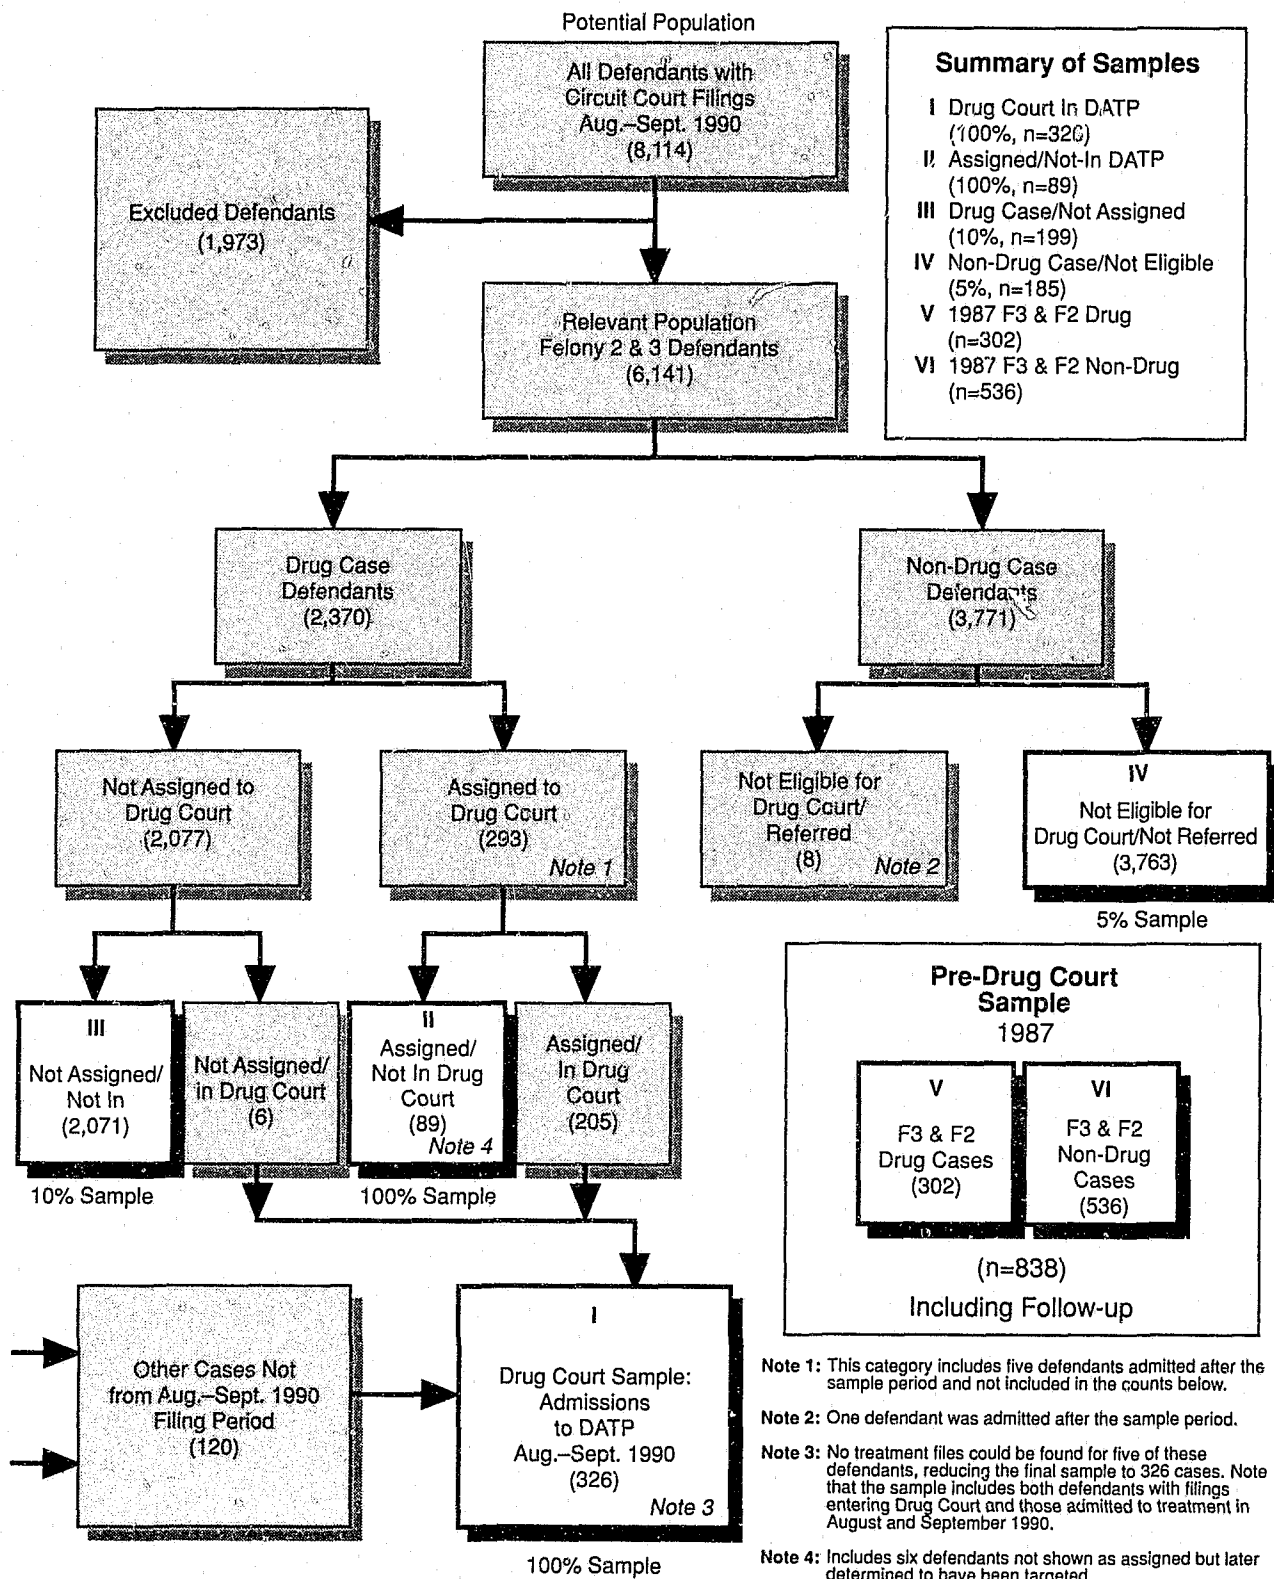 Potential Population
All Defendants with
Circuit Court Filings
Aug.–Sept. 1990
(8,114)
Excluded Defendants
(1,973)
Relevant Population
Felony 2 & 3 Defendants
(6,141)
Summary of Samples
I Drug Court In DATP
(100%, n=326)
II Assigned/Not-In DATP
(100%, n=89)
III Drug Case/Not Assigned
(10%, n=199)
IV Non-Drug Case/Not Eligible
(5%, n=185)
V 1987 F3 & F2 Drug
(n=302)
VI 1987 F3 & F2 Non-Drug
(n=536)
Drug Case
Defendants
(2,370)
Non-Drug Case
Defendants
(3,771)
Not Assigned to
Drug Court
(2,077)
Assigned to
Drug Court
(293)
Note 1
Not Eligible for
Drug Court/
Referred
(8)
Note 2
IV
Not Eligible for
Drug Court/Not Referred
(3,763)
5% Sample
III
Not Assigned/
Not In
(2,071)
10% Sample
Not Assigned/
in Drug Court
(6)
II
Assigned/
Not In Drug
Court
(89)
Note 4
100% Sample
Assigned/
In Drug
Court
(205)
Pre-Drug Court
Sample
1987
V
F3 & F2
Drug Cases
(302)
VI
F3 & F2
Non-Drug
Cases
(536)
(n=838)
Including Follow-up
Other Cases Not
from Aug.–Sept. 1990
Filing Period
(120)
I
Drug Court Sample:
Admissions
to DATP
Aug.–Sept. 1990
(326)
Note 3
100% Sample
Note 1: This category includes five defendants admitted after the
sample period and not included in the counts below.
Note 2: One defendant was admitted after the sample period.
Note 3: No treatment files could be found for five of these
defendants, reducing the final sample to 326 cases. Note
that the sample includes both defendants with filings
entering Drug Court and those admitted to treatment in
August and September 1990.
Note 4: Includes six defendants not shown as assigned but later
determined to have been targeted